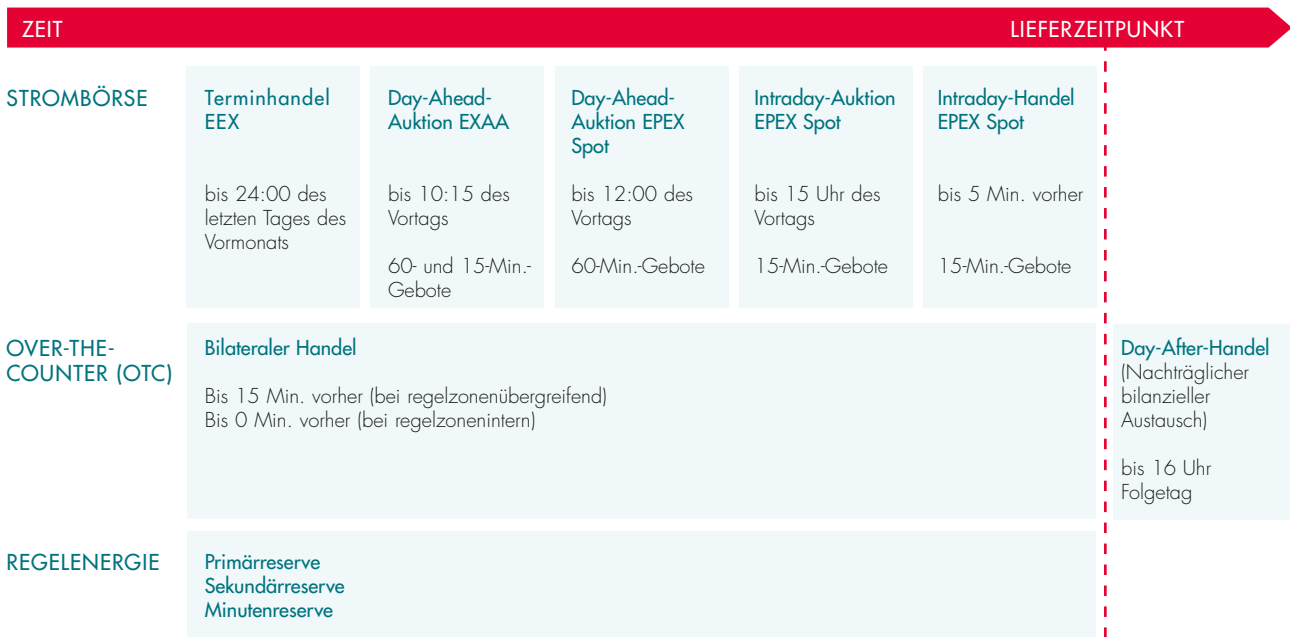 ZEIT
LIEFERZEITPUNKT
STROMBÖRSE
Terminhandel
EEX
bis 24:00 des
letzten Tages des
Vormonats
Day-Ahead-
Auktion EXAA
bis 10:15 des
Vortags
60- und 15-Min.-
Gebote
Day-Ahead-
Auktion EPEX
Spot
bis 12:00 des
Vortags
60-Min.-Gebote
Intraday-Auktion
EPEX Spot
bis 15 Uhr des
Vortags
15-Min.-Gebote
Intraday-Handel
EPEX Spot
bis 5 Min. vorher
15-Min.-Gebote
OVER-THE-
COUNTER (OTC)
Bilateraler Handel
Bis 15 Min. vorher (bei regelzonenübergreifend)
Bis 0 Min. vorher (bei regelzonenintern)
Day-After-Handel
(Nachträglicher
bilanzieller
Austausch)
bis 16 Uhr
Folgetag
REGELENERGIE
Primärreserve
Sekundärreserve
Minutenreserve